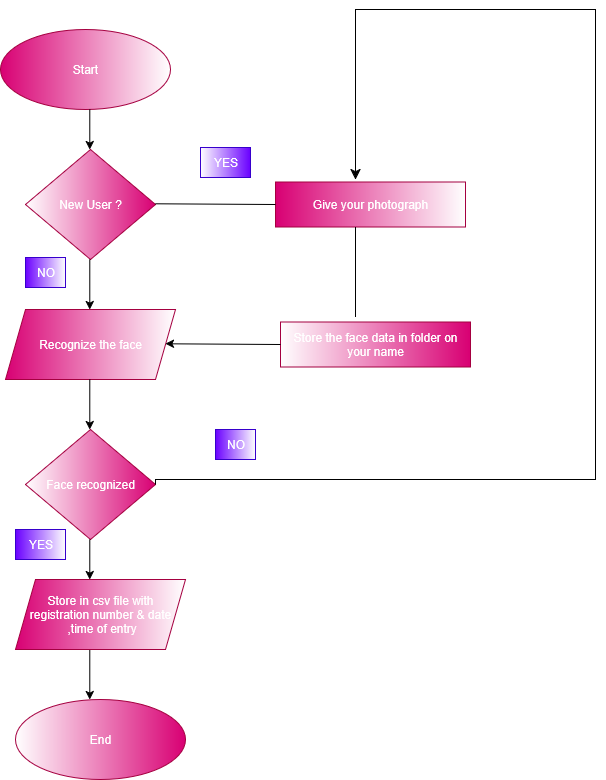 Start
YES
New User ?
Give your photograph
NO
Recognize the face
Store the face data in folder on
your name
NO
Face recognized
YES
Store in csv file with
registration number & date
,time of entry
End